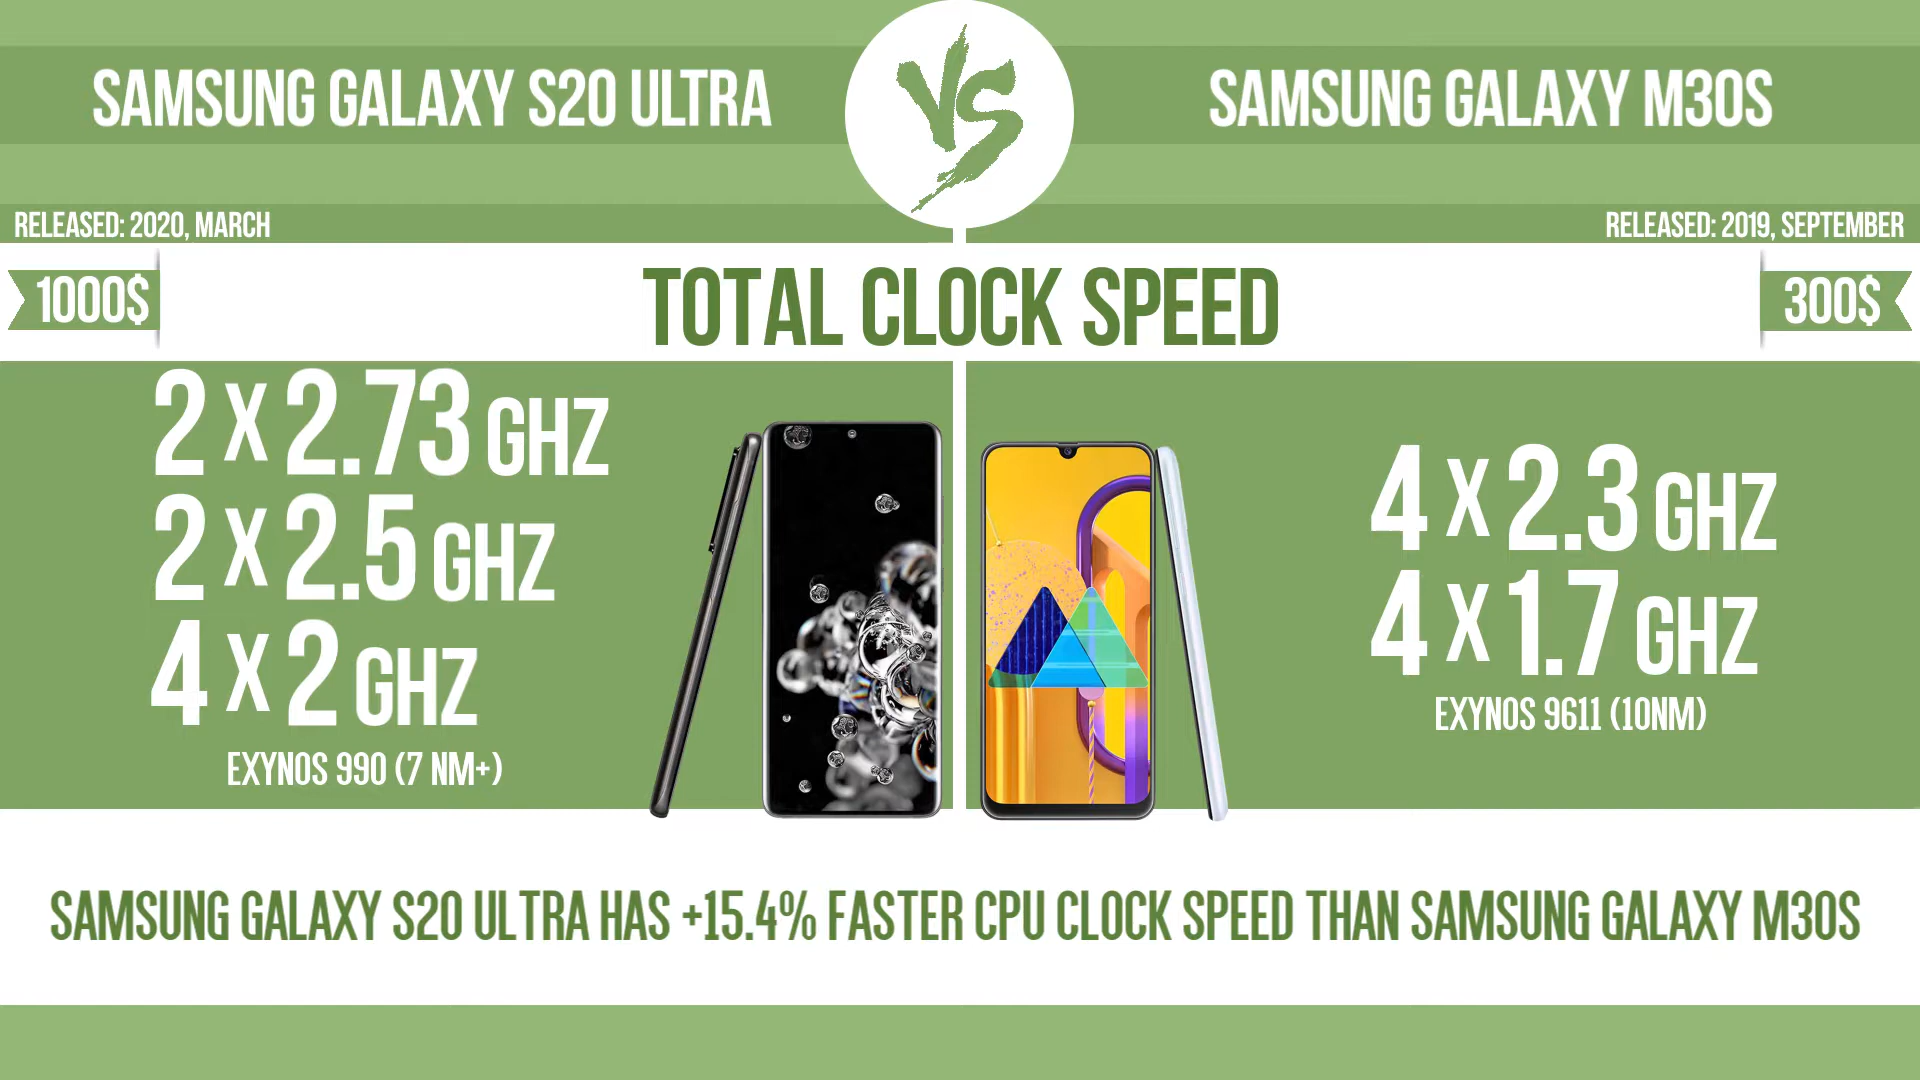 SAMSUNG GALAXY S20 ULTRA
VS
SAMSUNG GALAXY M30S
RELEASED: 2020, MARCH
RELEASED: 2019, SEPTEMBER
1000$
TOTAL CLOCK SPEED
300$
2 X 2.73 GHZ
2 X 2.5 GHZ
4 X 2 GHZ
EXYNOS 990 (7 NM+)
4 X 2.3 GHZ
4 X 1.7 GHZ
EXYNOS 9611 (10NM)
SAMSUNG GALAXY S20 ULTRA HAS +15.4% FASTER CPU CLOCK SPEED THAN SAMSUNG GALAXY M30S